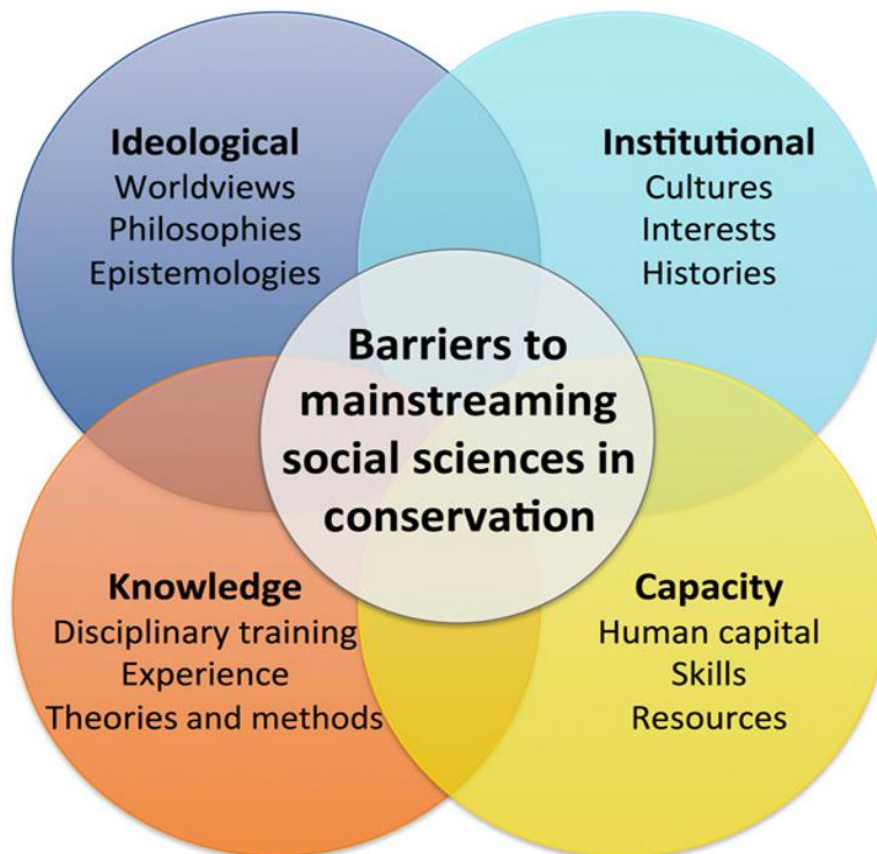 Ideological
Worldviews
Philosophies
Epistemologies
Institutional
Cultures
Interests
Histories
Barriers to
mainstreaming
social sciences in
conservation
Knowledge
Disciplinary training
Experience
Theories and methods
Capacity
Human capital
Skills
Resources